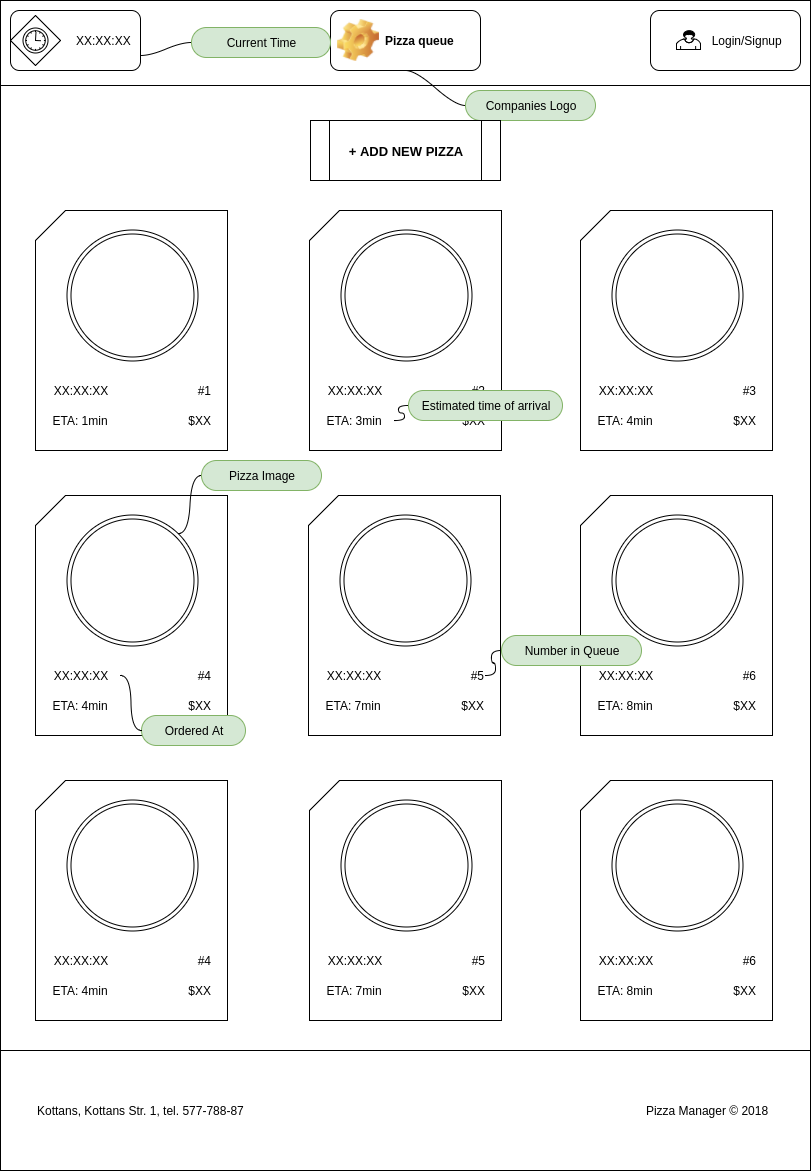 XX:XX:XX
Current Time
Pizza queue
Login/Signup
Companies Logo
+ ADD NEW PIZZA
XX:XX:XX #1
ETA: 1min $XX
XX:XX:XX #2
Estimated time of arrival
ETA: 3min $XX
XX:XX:XX #3
ETA: 4min $XX
Pizza Image
XX:XX:XX #4
ETA: 4min $XX
Ordered At
XX:XX:XX #5
Number in Queue
ETA: 7min $XX
XX:XX:XX #6
ETA: 8min $XX
XX:XX:XX #4
ETA: 4min $XX
XX:XX:XX #5
ETA: 7min $XX
XX:XX:XX #6
ETA: 8min $XX
Kottans, Kottans Str. 1, tel. 577-788-87
Pizza Manager © 2018